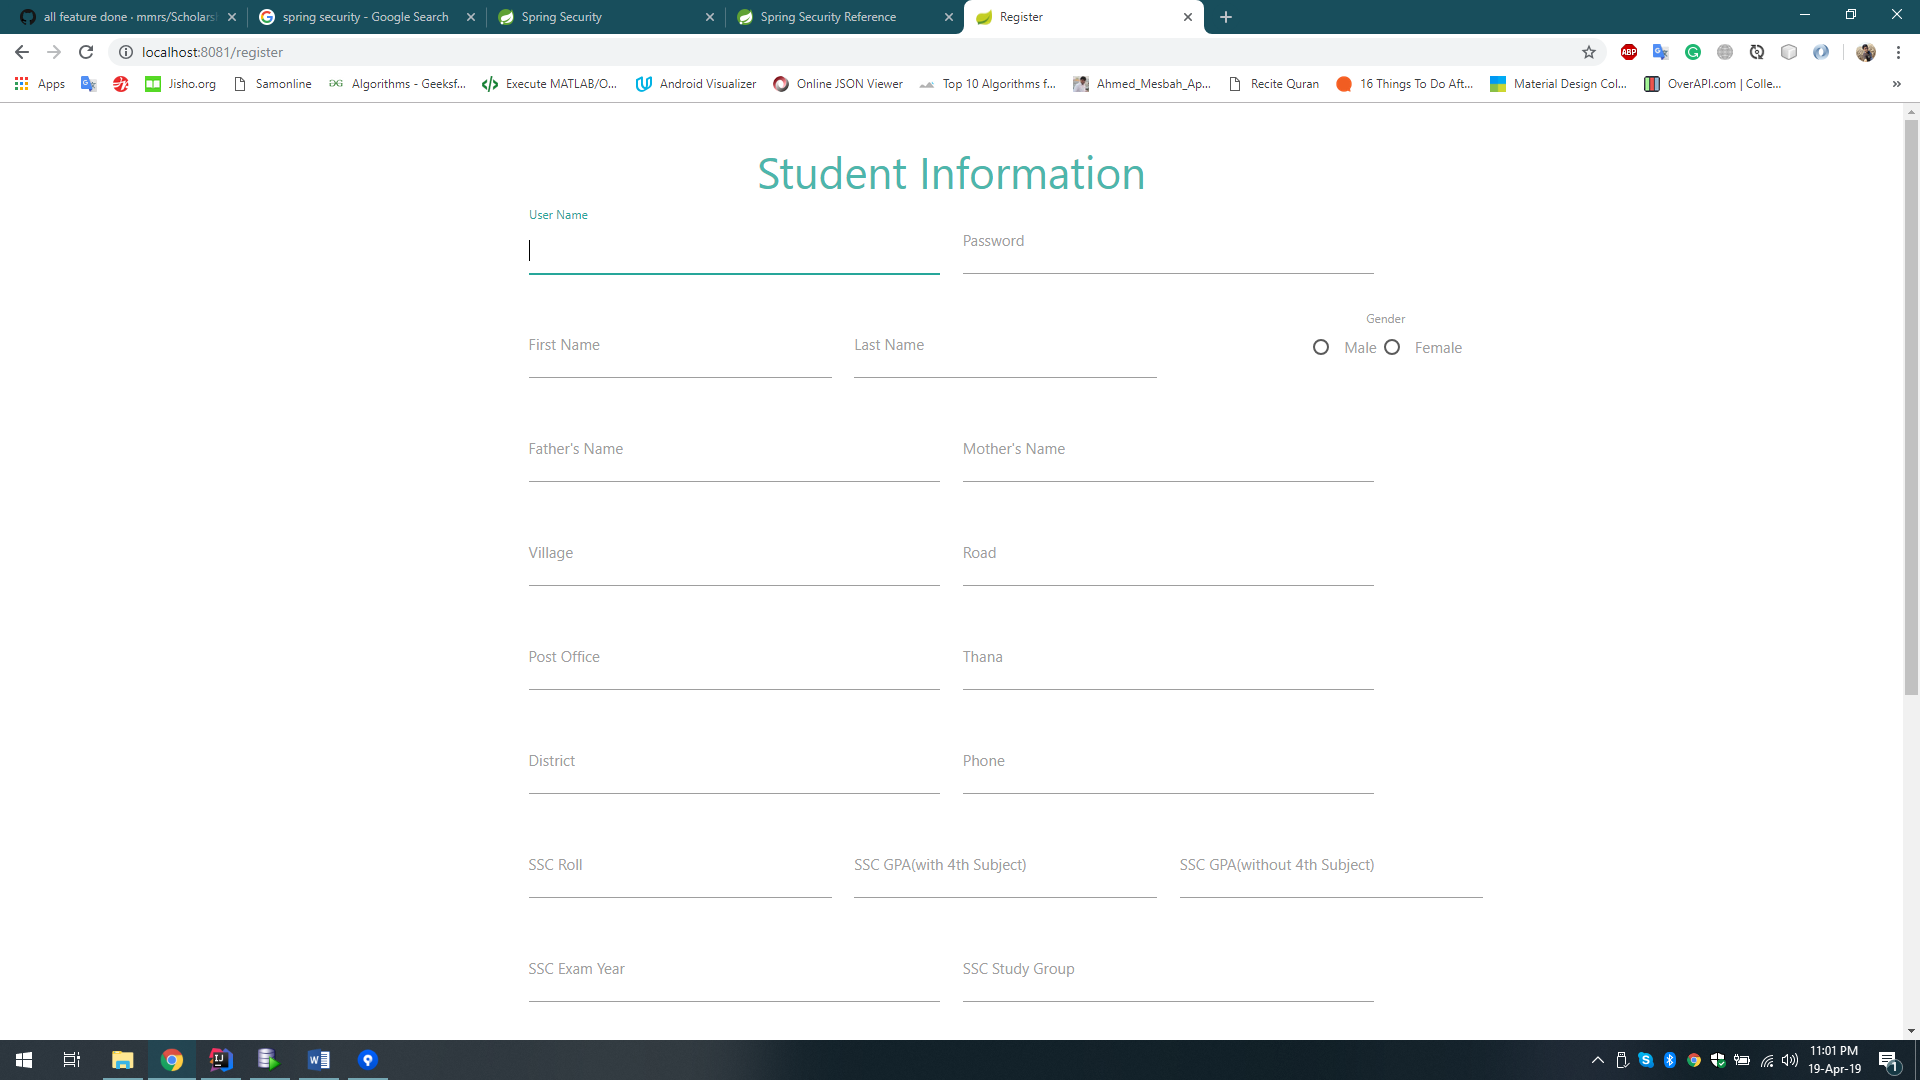 all feature done · mmrs/Scholars
spring security - Google Search
Spring Security
Spring Security Reference
Register
localhost:8081/register
ABP
Apps
Jisho.org
Samonline
Algorithms - Geeksf...
Execute MATLAB/O...
Android Visualizer
Online JSON Viewer
Top 10 Algorithms f...
Ahmed_Mesbah_Ap...
Recite Quran
16 Things To Do Aft...
Material Design Col...
OverAPI.com | Colle...
»
Student Information
User Name
Password
Gender
First Name
Last Name
Male
Female
Father's Name
Mother's Name
Village
Road
Post Office
Thana
District
Phone
SSC Roll
SSC GPA(with 4th Subject)
SSC GPA(without 4th Subject)
SSC Exam Year
SSC Study Group
11:01 PM
19-Apr-19
1